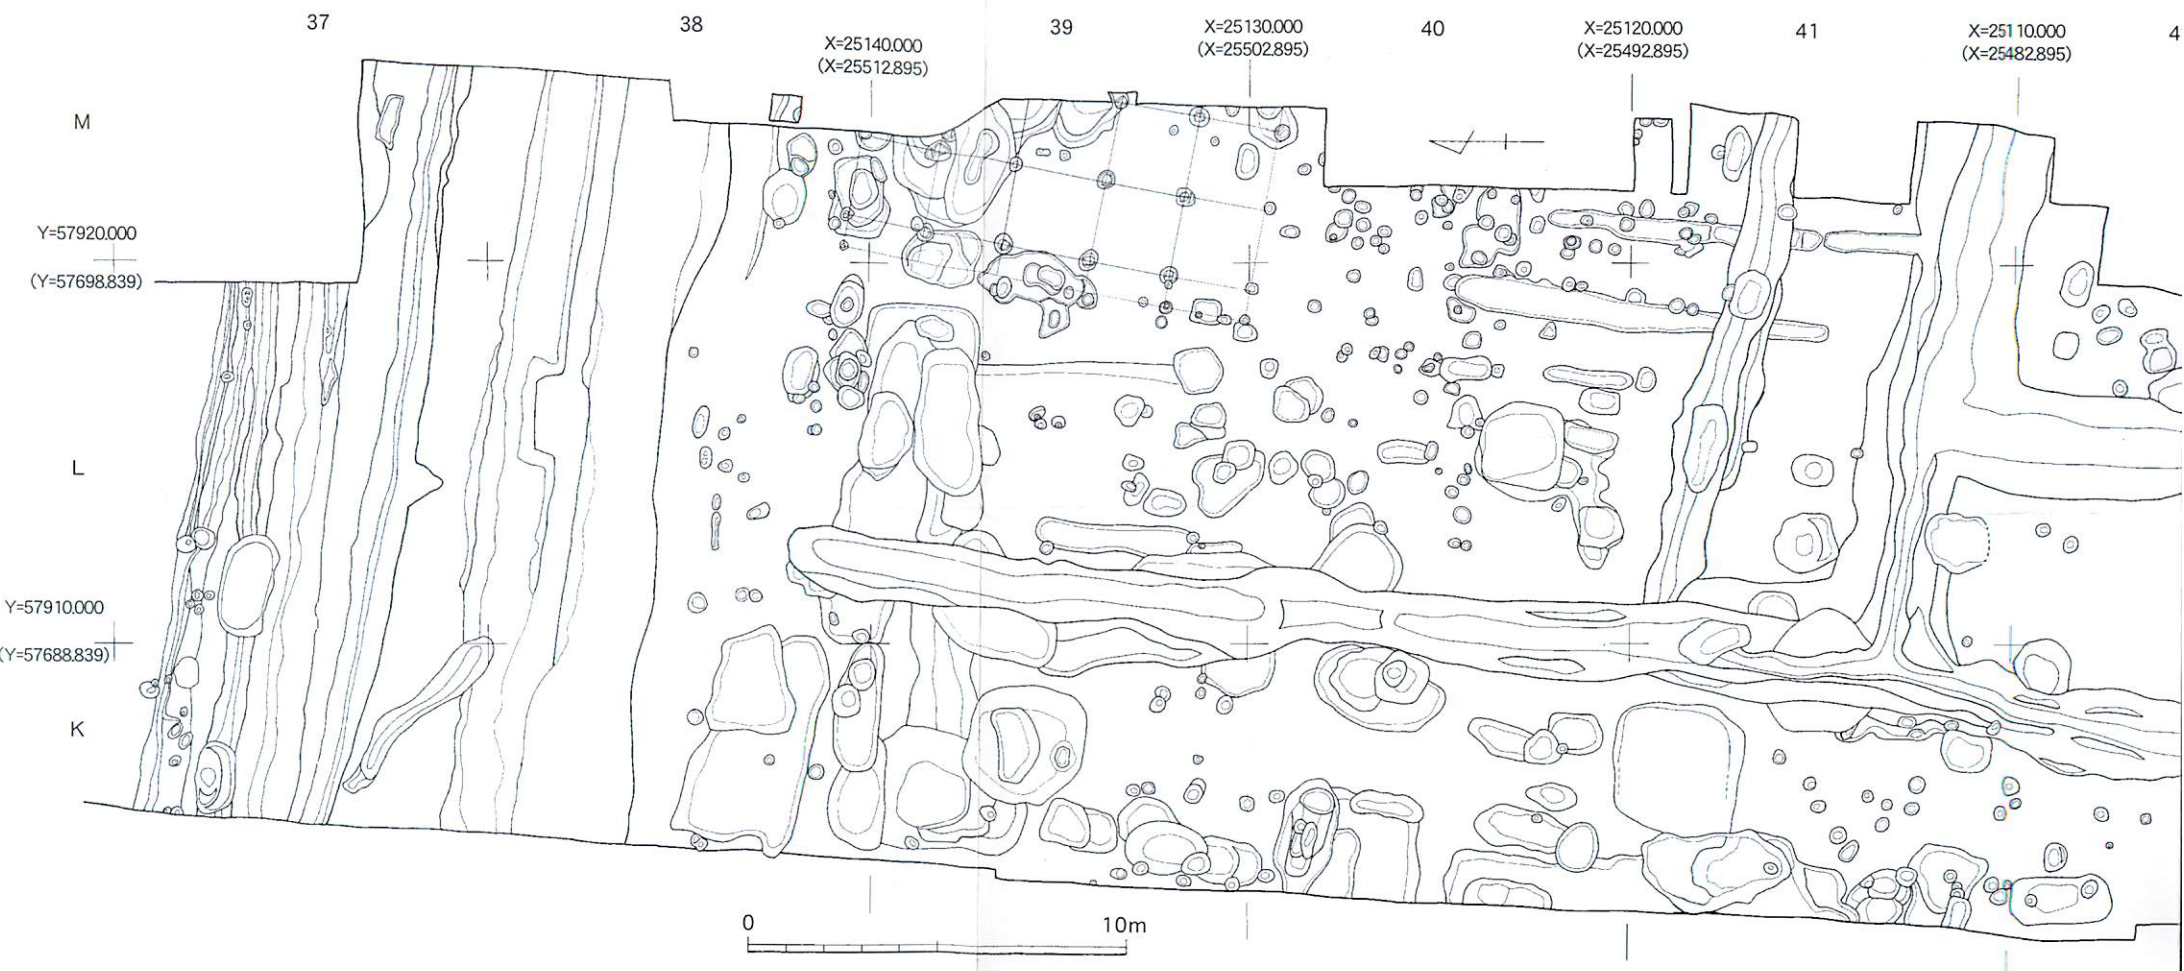 37
38
39
40
41
4
X=25140.000
(X=25512.895)
X=25130.000
(X=25502.895)
X=25120.000
(X=25492.895)
X=25110.000
(X=25482.895)
M
Y=57920.000
(Y=57698.839)
L
Y=57910.000
(Y=57688.839)
K
0
10m